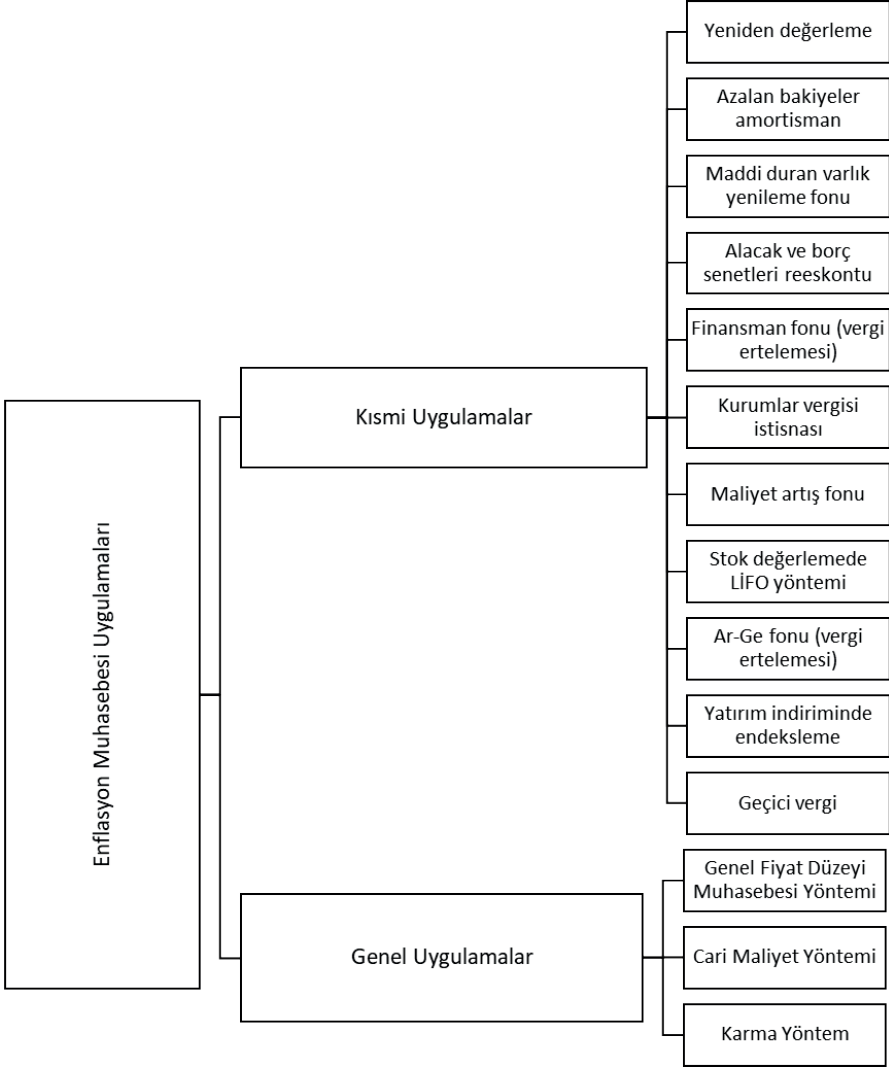 Enflasyon Muhasebesi Uygulamaları
Kısmi Uygulamalar
Yeniden değerleme
Azalan bakiyeler
amortisman
Maddi duran varlık
yenileme fonu
Alacak ve borç
senetleri reeskontu
Finansman fonu (vergi
ertelemesi)
Kurumlar vergisi
istisnası
Maliyet artış fonu
Stok değerlemede
LİFO yöntemi
Ar-Ge fonu (vergi
ertelemesi)
Yatırım indiriminde
endeksleme
Geçici vergi
Genel Uygulamalar
Genel Fiyat Düzeyi
Muhasebesi Yöntemi
Cari Maliyet Yöntemi
Karma Yöntem